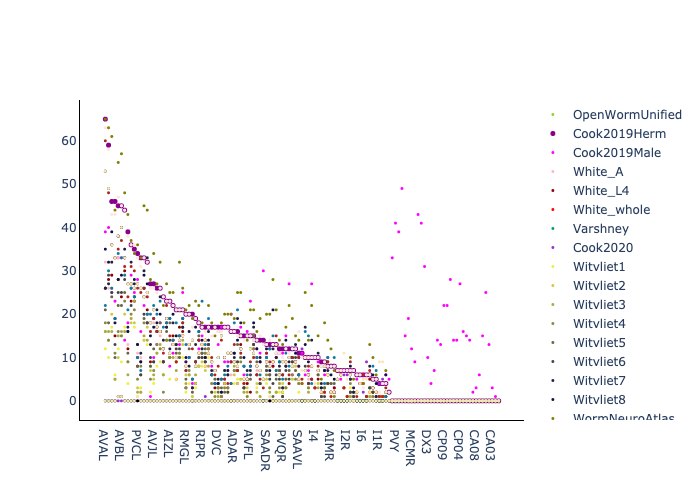 60
50
40
30
20
10
0
AVAL
AVBL
PVCL
AVJL
AIZL
RMGL
RIPR
DVC
ADAR
AVFL
SAADR
PVQR
SAAVL
I4
AIMR
I2R
I6
I1R
PVY
MCMR
DX3
CP09
CP04
CA08
CA03
OpenWormUnified
Cook2019Herm
Cook2019Male
White_A
White_L4
White_whole
Varshney
Cook2020
Witvliet1
Witvliet2
Witvliet3
Witvliet4
Witvliet5
Witvliet6
Witvliet7
Witvliet8
WormNeuroAtlas